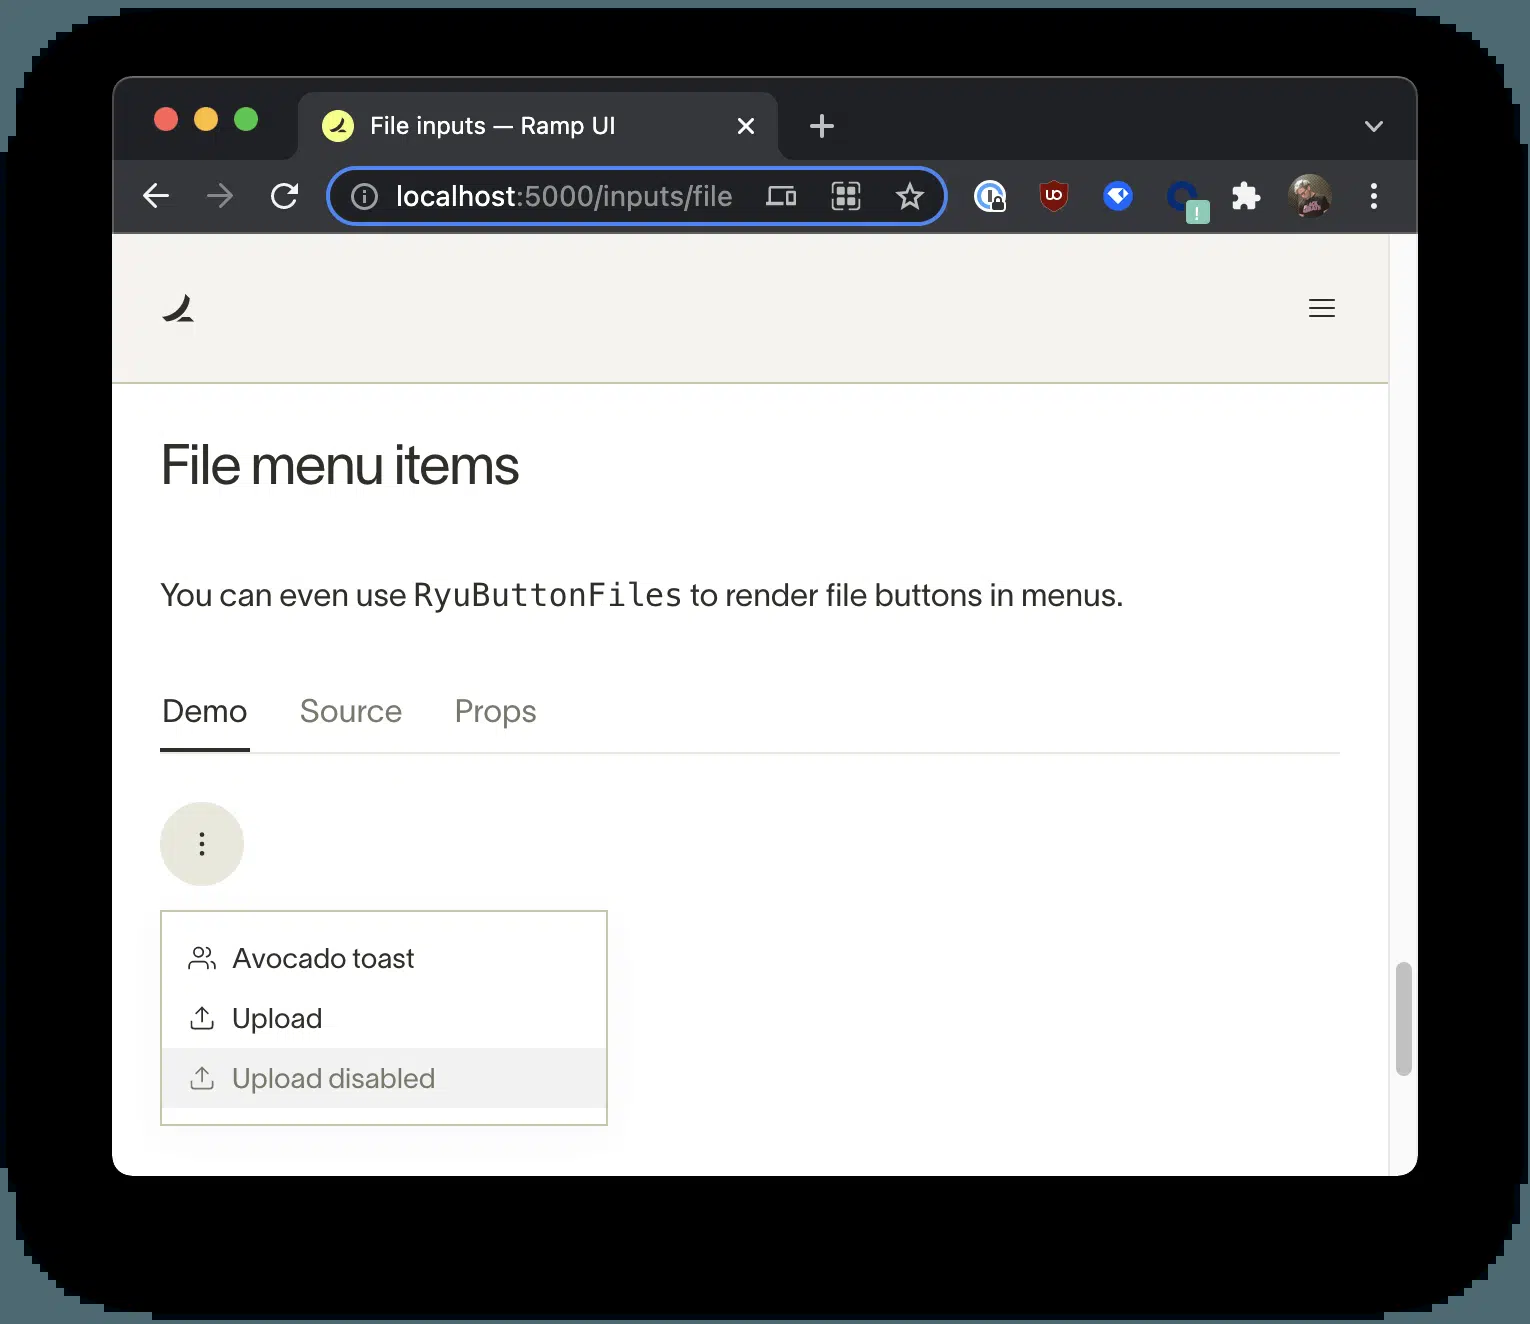 File inputs — Ramp UI
localhost:5000/inputs/file
File menu items
You can even use RyuButtonFiles to render file buttons in menus.
Demo Source Props
Avocado toast
Upload
Upload disabled